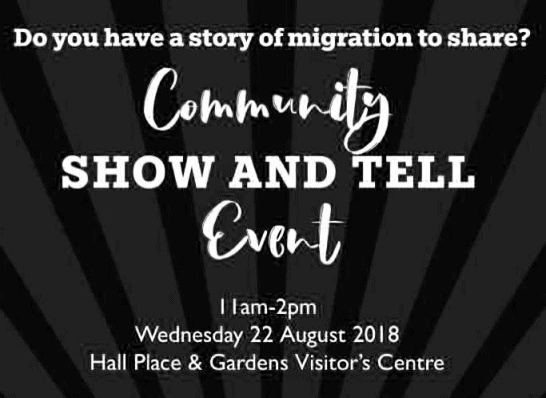 Do you have a story of migration to share?
Community
SHOW AND TELL
Event
11am-2pm
Wednesday 22 August 2018
Hall Place & Gardens Visitor's Centre